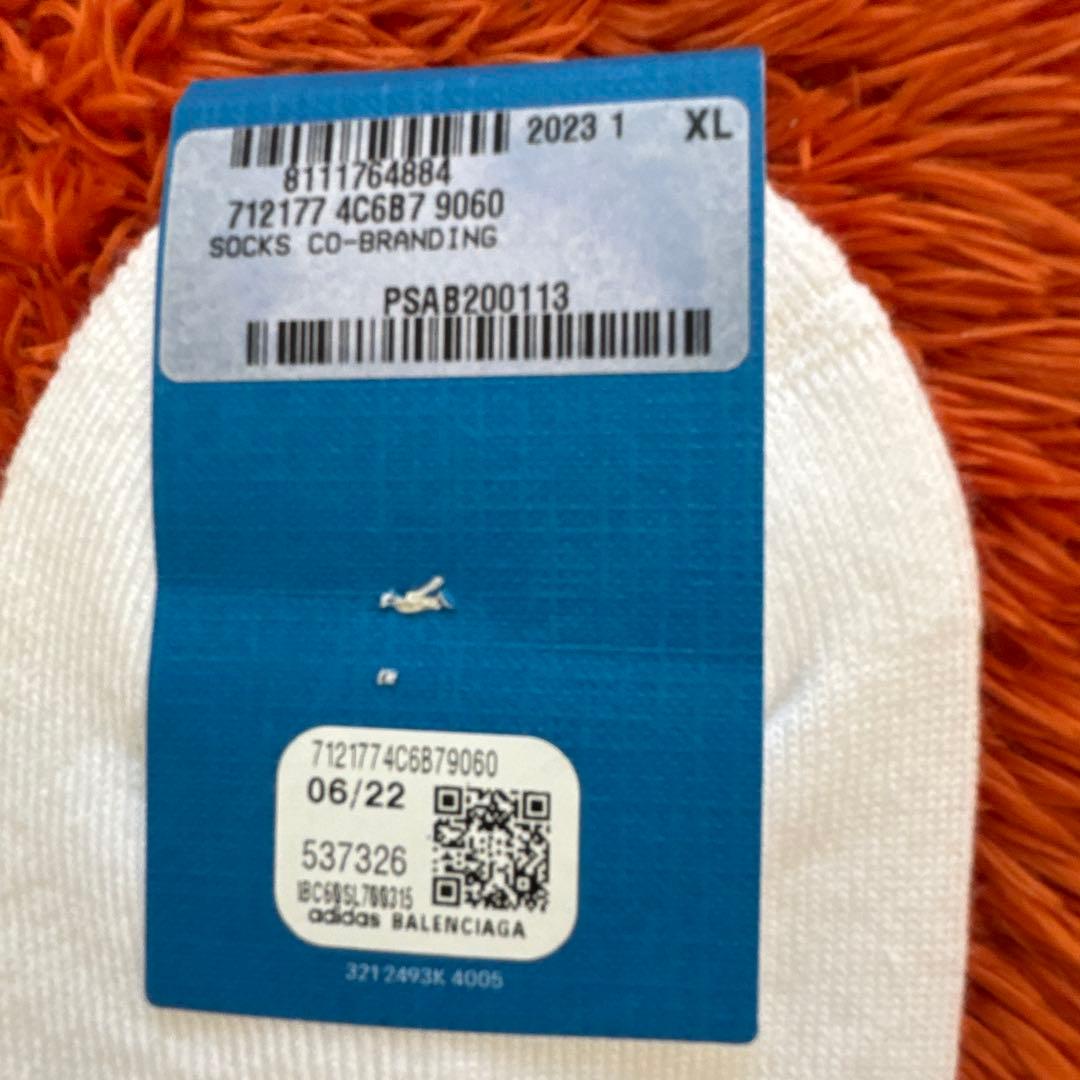 2023 1 XL
8111764884
712177 4C6B7 9060
SOCKS CO-BRANDING
PSAB200113
7121774C6B79060
06/22
537326
1BC60SL700315
adidas BALENCIAGA
3212493K 4005